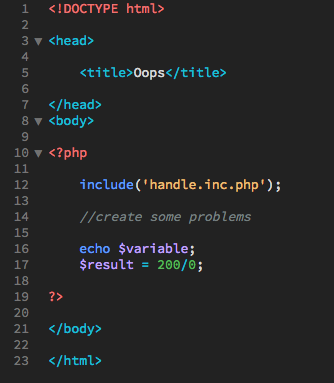 1 <!DOCTYPE html>
2
3 <head>
4
5 <title>Oops</title>
6
7 </head>
8 <body>
9
10 <?php
11
12 include('handle.inc.php');
13
14 //create some problems
15
16 echo $variable;
17 $result = 200/0;
18
19 ?>
20
21 </body>
22
23 </html>